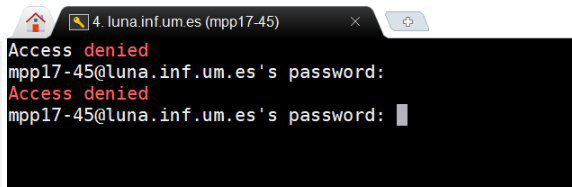 4. luna.inf.um.es (mpp17-45)
Access denied
mpp17-45@luna.inf.um.es's password:
Access denied
mpp17-45@luna.inf.um.es's password: